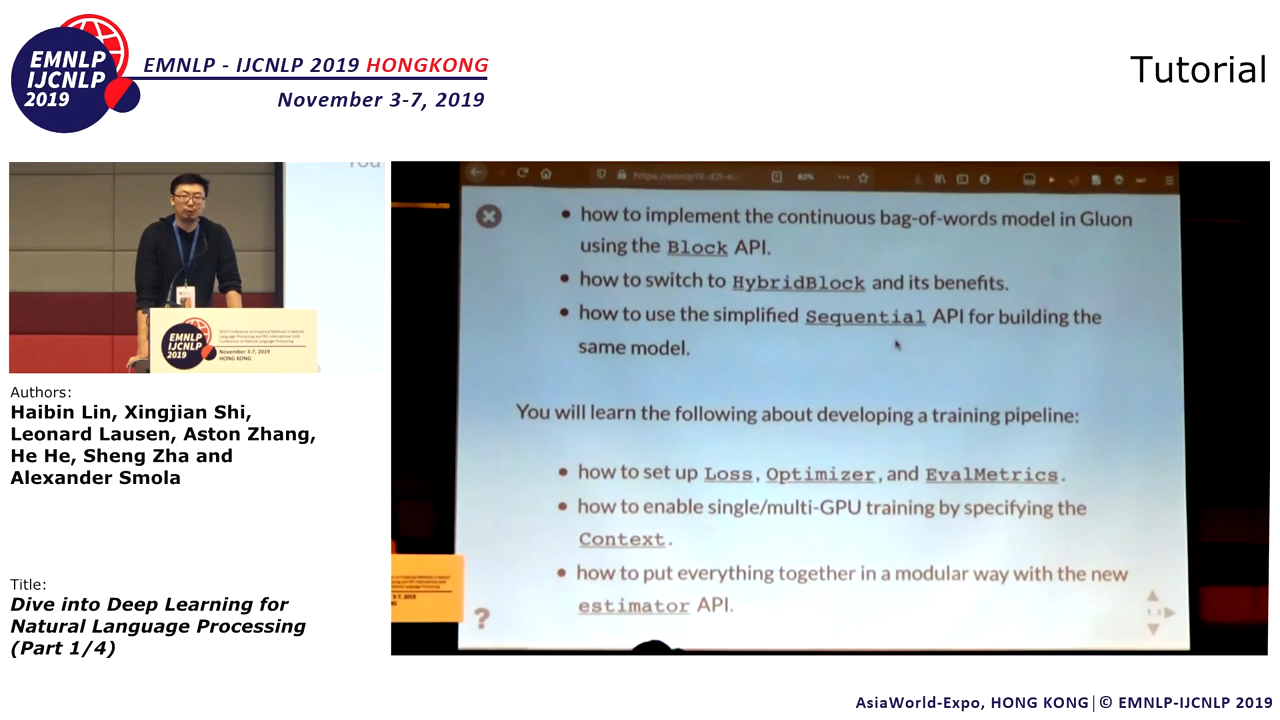 EMNLP
IJCNLP
2019
EMNLP - IJCNLP 2019 HONGKONG
November 3-7, 2019
Tutorial
You
EMNLP
IJCNLP
2019
November 3-7, 2019
HONG KONG
Authors:
Haibin Lin, Xingjian Shi,
Leonard Lausen, Aston Zhang,
He He, Sheng Zha and
Alexander Smola
Title:
Dive into Deep Learning for
Natural Language Processing
(Part 1/4)
60%
• how to implement the continuous bag-of-words model in Gluon
using the Block API.
• how to switch to HybridBlock and its benefits.
• how to use the simplified Sequential API for building the
same model.
You will learn the following about developing a training pipeline:
• how to set up Loss, Optimizer, and EvalMetrics.
• how to enable single/multi-GPU training by specifying the
Context.
• how to put everything together in a modular way with the new
estimator API.
?
AsiaWorld-Expo, HONG KONG|© EMNLP-IJCNLP 2019